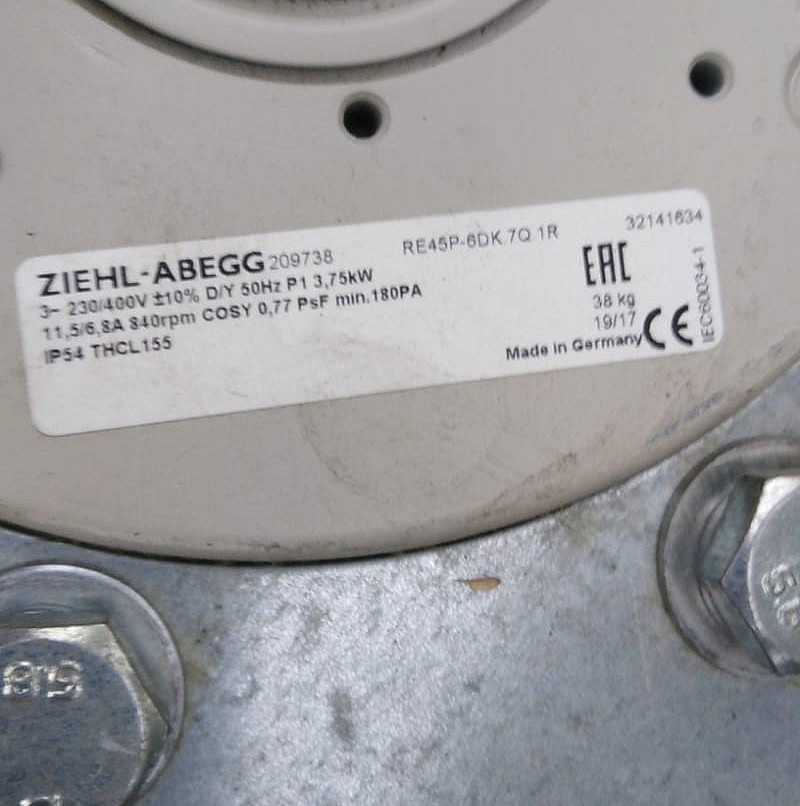 ZIEHL-ABEGG 209738 RE45P-6DK.7Q.1R 32141634
3~ 230/400V ±10% D/Y 50Hz P1 3,75kW
11,5/6,8A 840rpm COSY 0,77 PsF min.180PA
IP54 THCL155
EAC
38 kg
19/17
Made in Germany CE
IEC60034-1
8.8